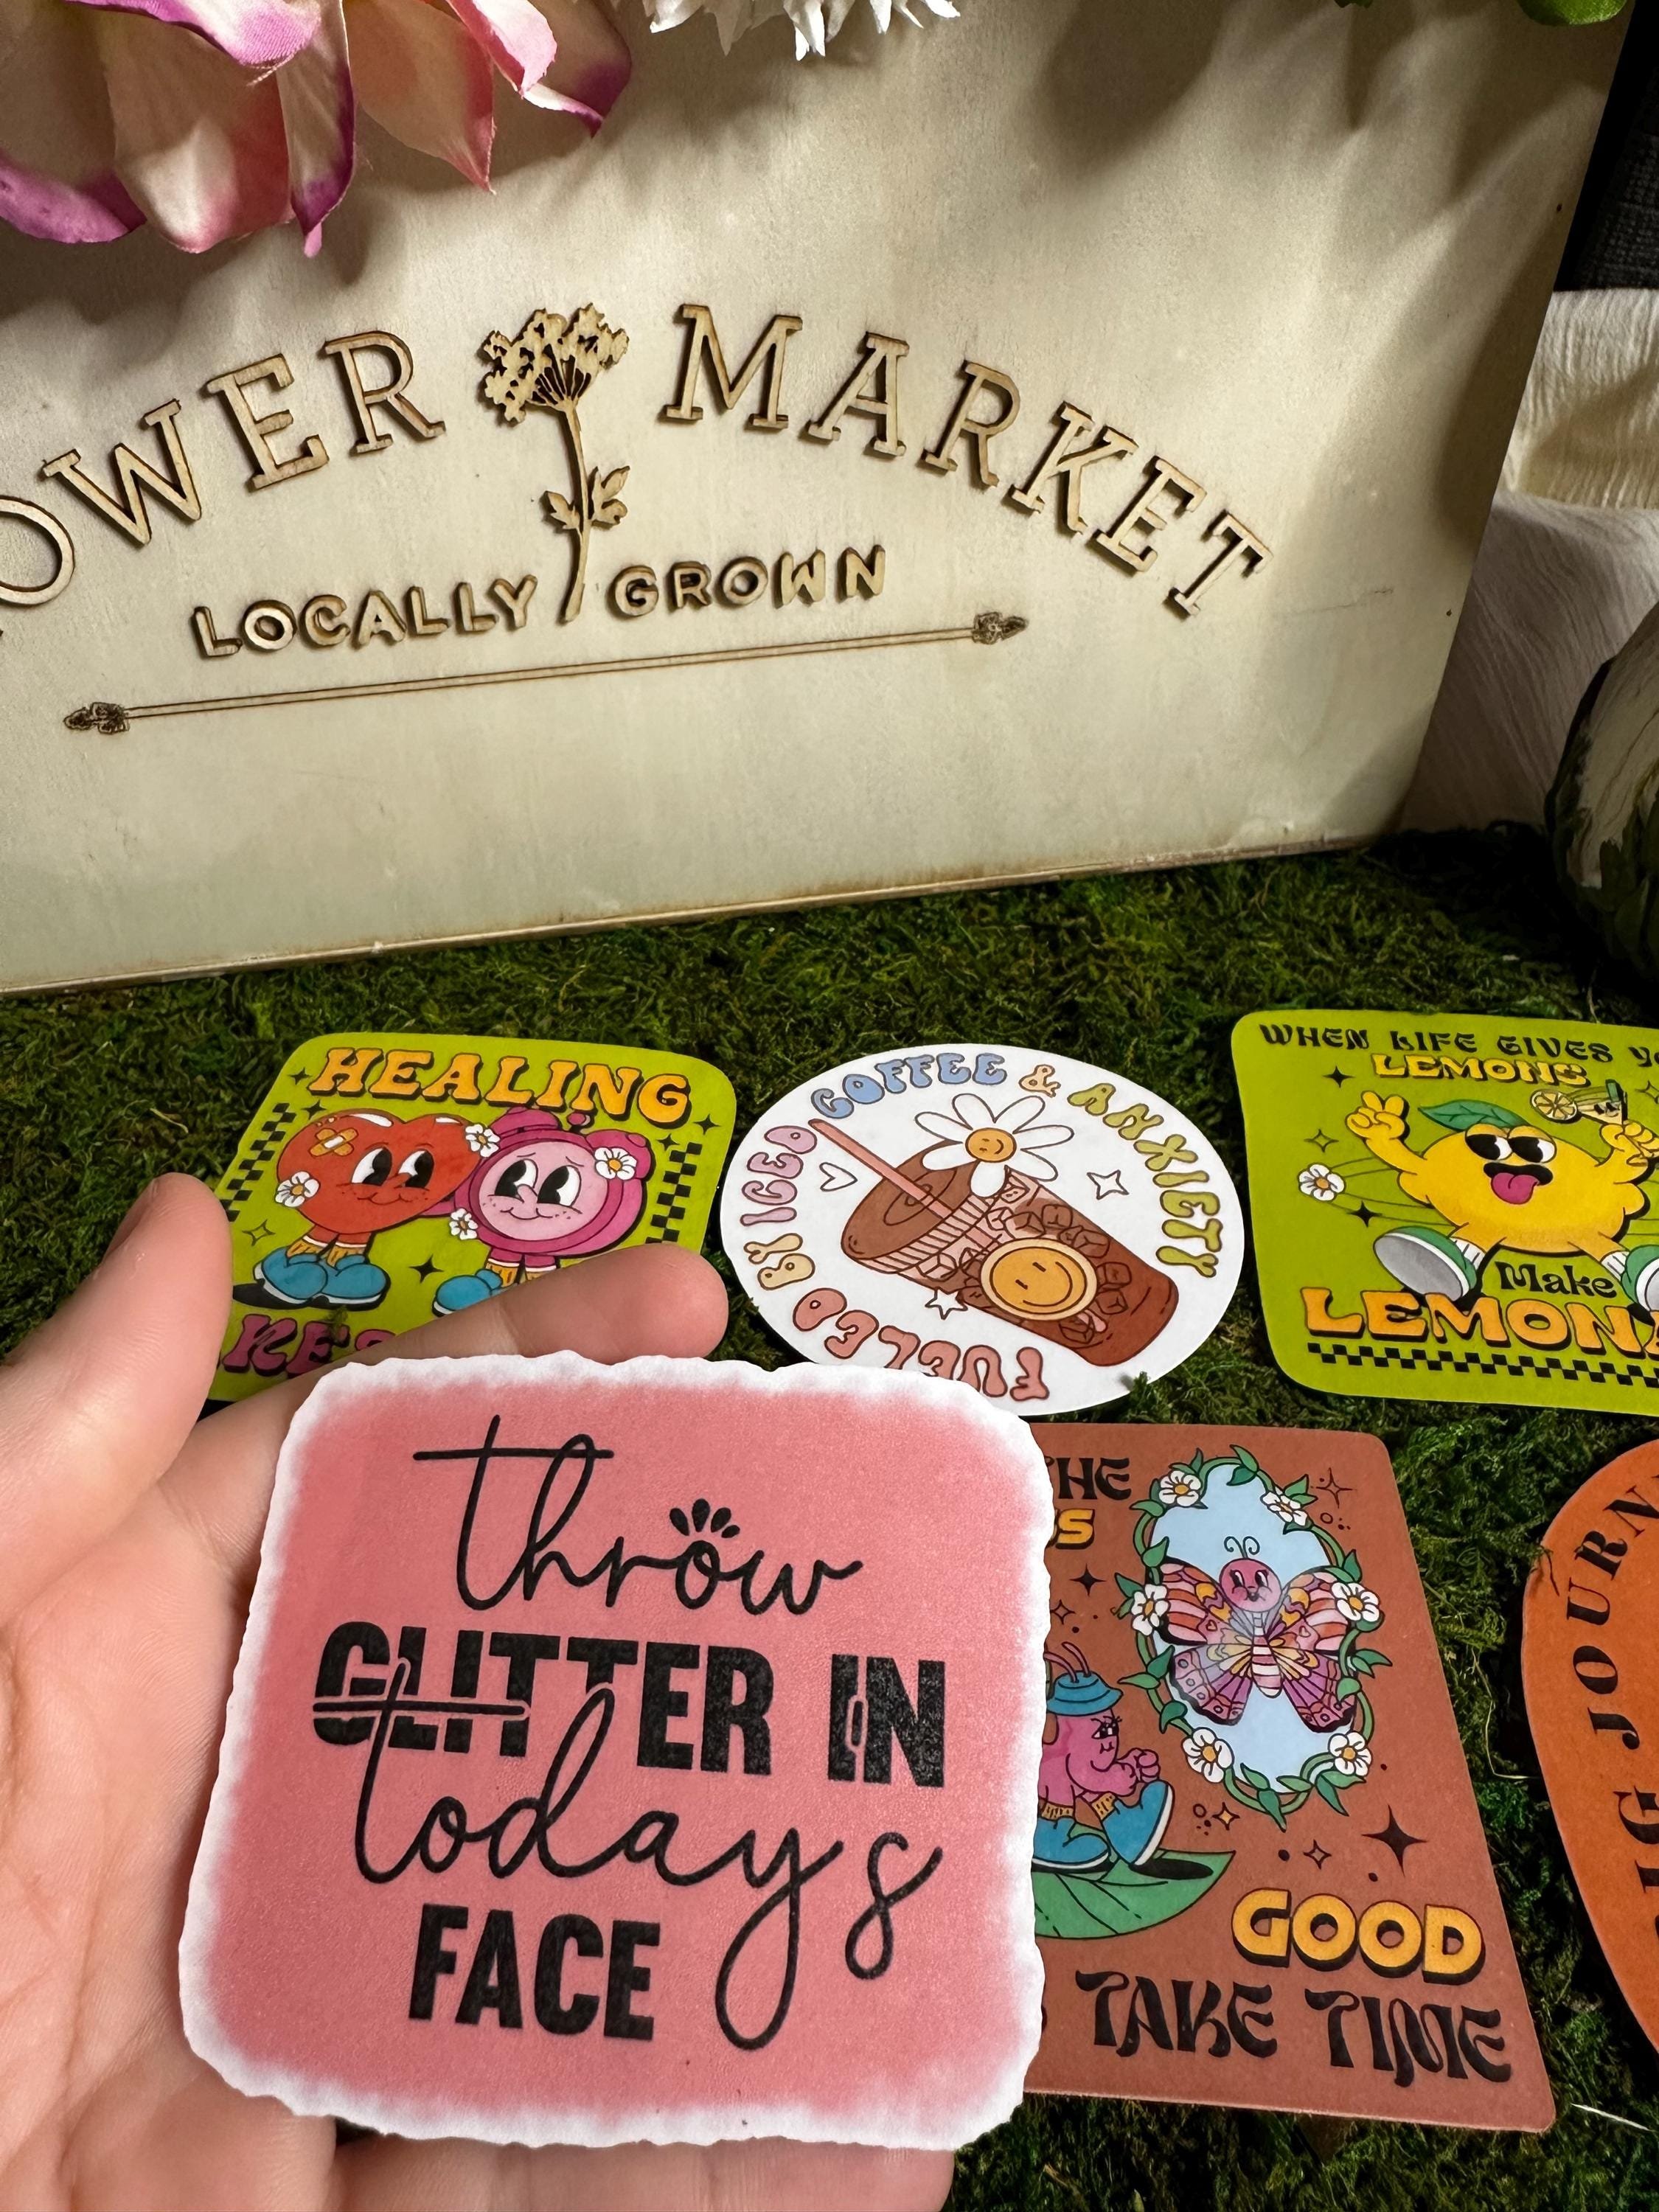 OWER MARKET
LOCALLY GROWN
HEALING
COFFEE & ANXIETY
FUELED BY ICED
WHEN LIFE GIVES
LEMONS
Make
LEMON
throw
GLITTER IN
todays
FACE
THE
GOOD
TAKE TIME
JOURN